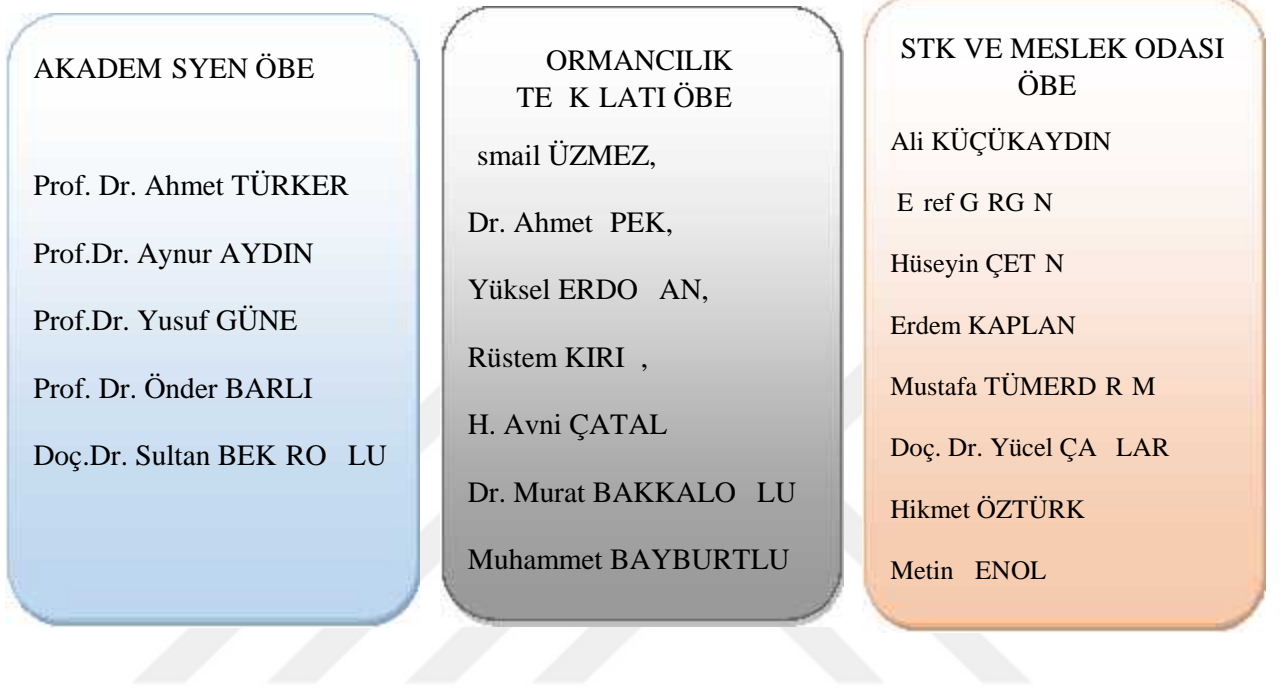 AKADEM SYEN ÖBE
Prof. Dr. Ahmet TÜRKER
Prof.Dr. Aynur AYDIN
Prof.Dr. Yusuf GÜNE
Prof. Dr. Önder BARLI
Doç.Dr. Sultan BEK RO LU
ORMANCILIK
TE K LATI ÖBE
smail ÜZMEZ,
Dr. Ahmet PEK,
Yüksel ERDO AN,
Rüstem KIRI ,
H. Avni ÇATAL
Dr. Murat BAKKALO LU
Muhammet BAYBURTLU
STK VE MESLEK ODASI
ÖBE
Ali KÜÇÜKAYDIN
E ref G RG N
Hüseyin ÇET N
Erdem KAPLAN
Mustafa TÜMERD R M
Doç. Dr. Yücel ÇA LAR
Hikmet ÖZTÜRK
Metin ENOL